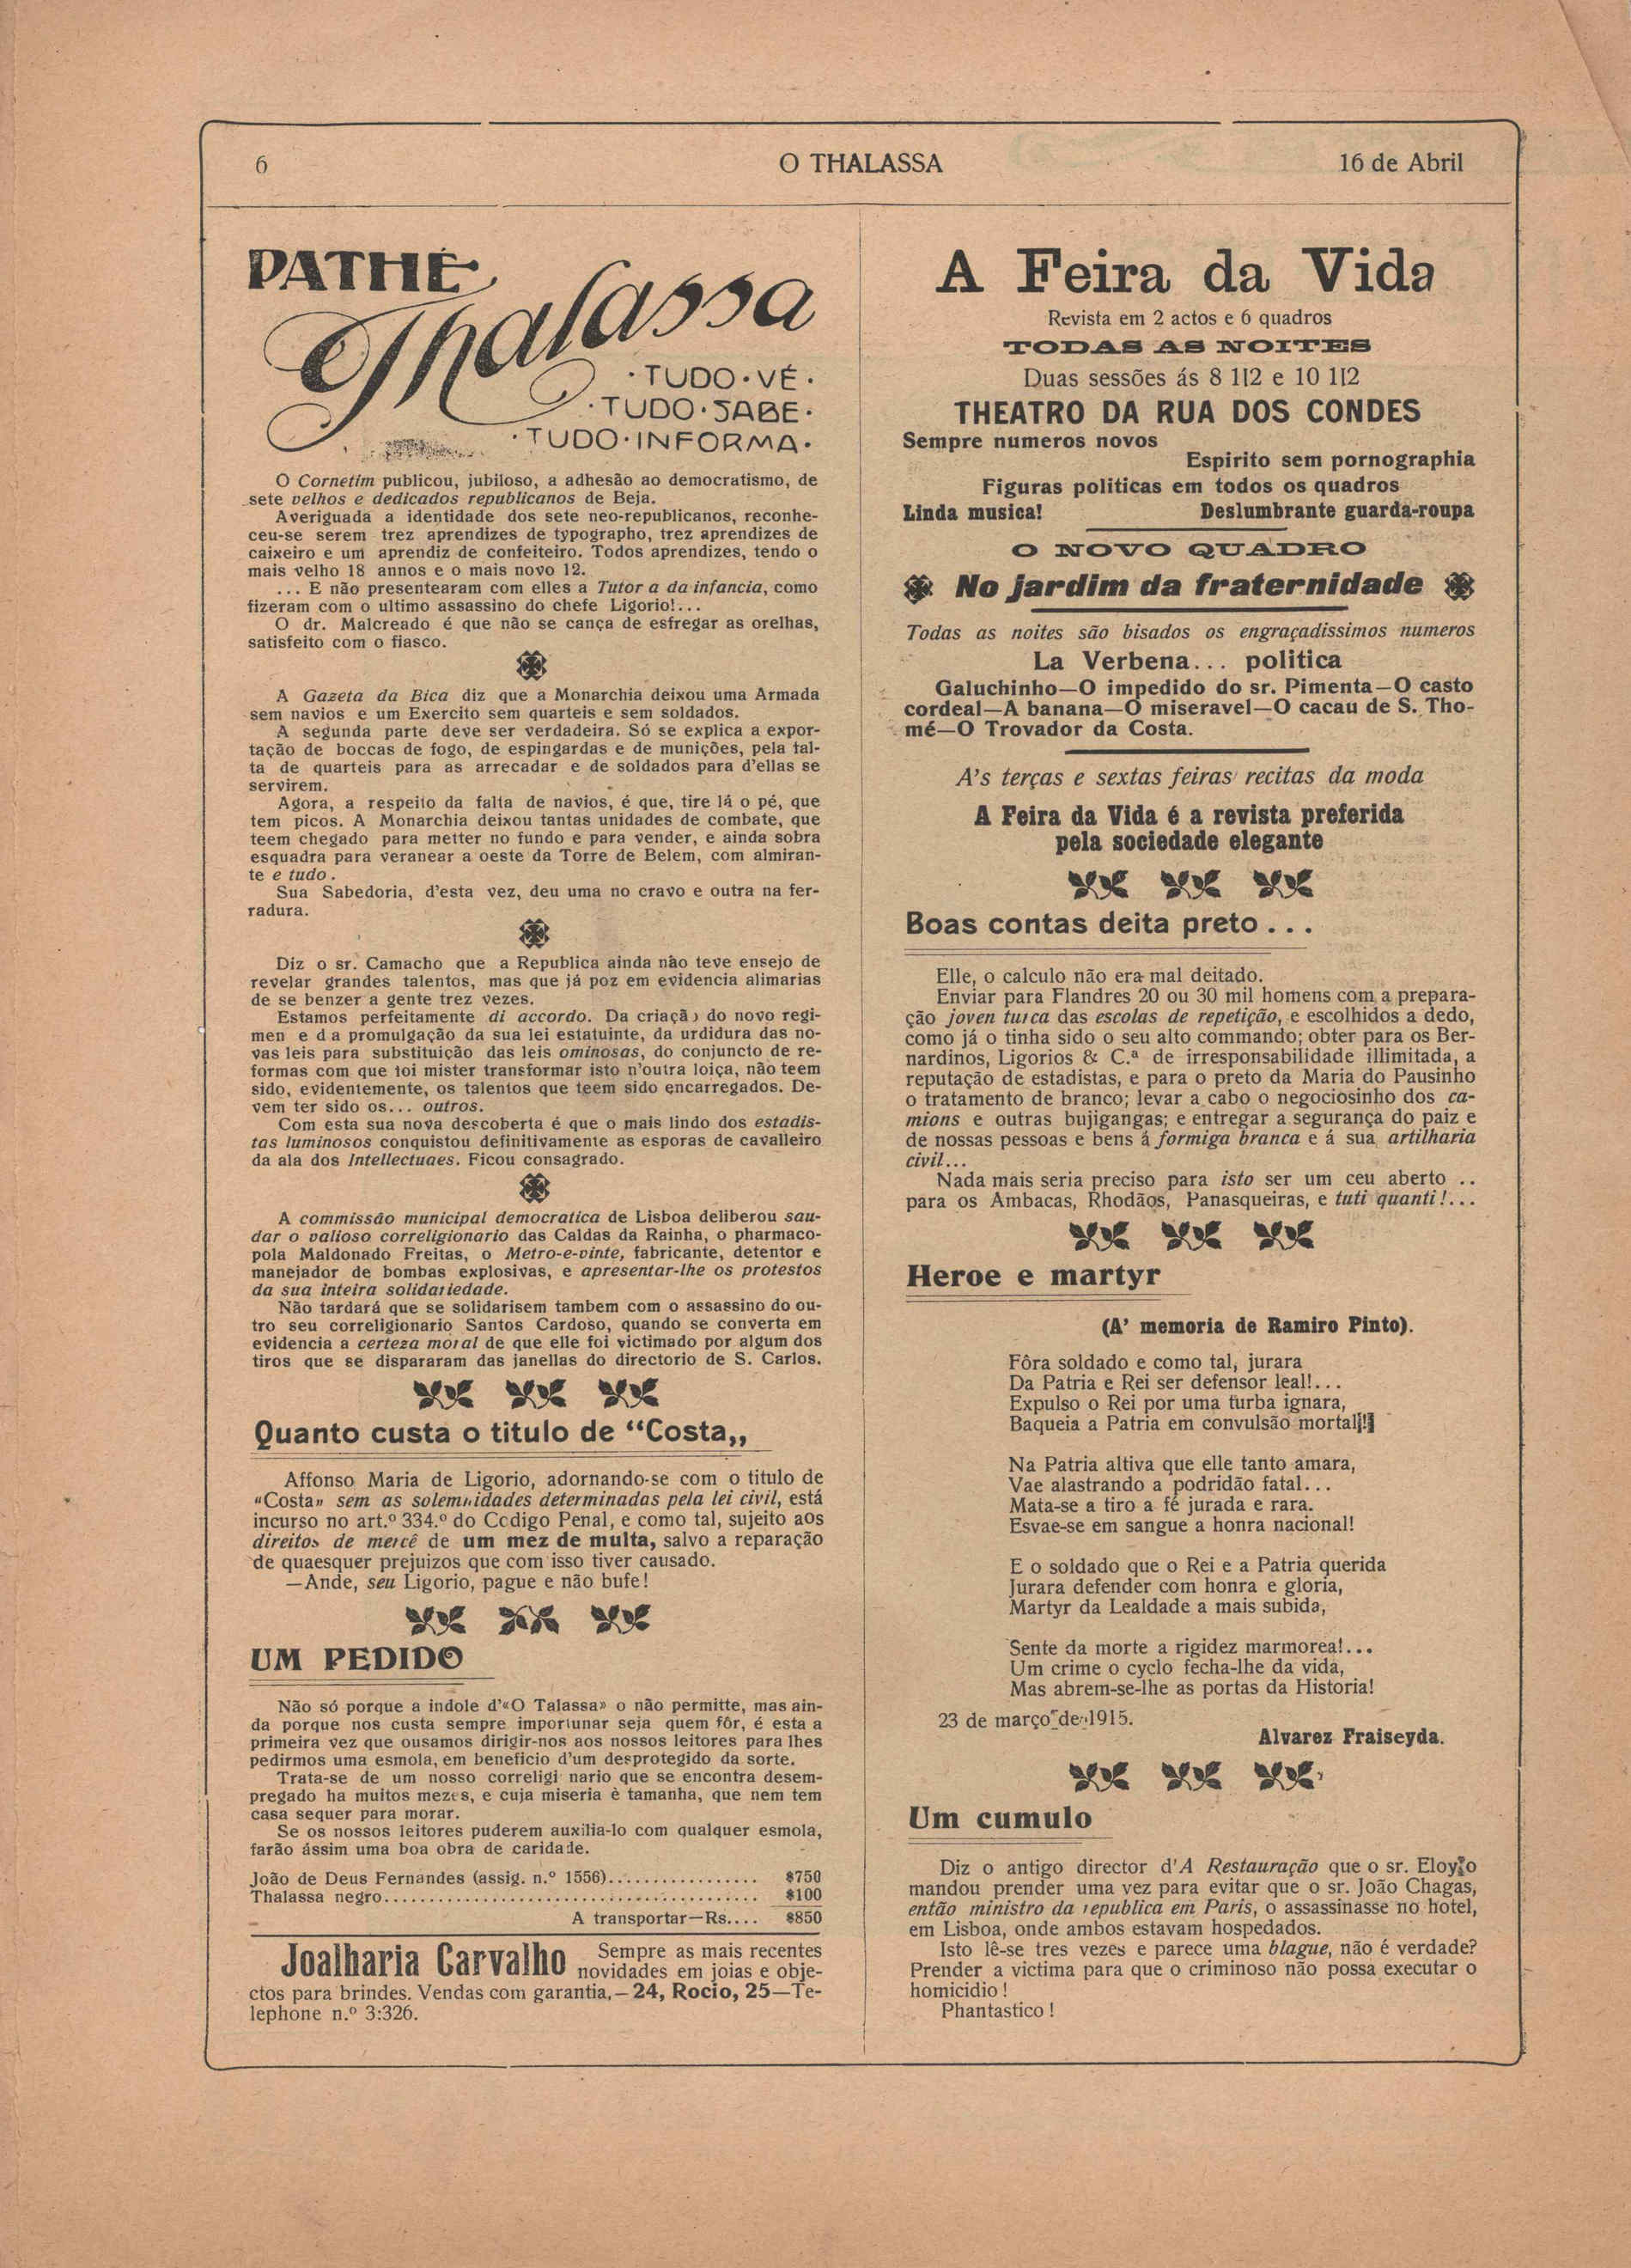 6
O THALASSA
16 de Abril
PATHÉ
Thalassa
·TUDO·VÊ·
·TUDO·SABE·
·TUDO·INFORMA·
O Cornetim publicou, jubiloso, a adhesão ao democratismo, de
sete velhos e dedicados republicanos de Beja.
Averiguada a identidade dos sete neo-republicanos, reconhe-
ceu-se serem trez aprendizes de typographo, trez aprendizes de
caixeiro e um aprendiz de confeiteiro. Todos aprendizes, tendo o
mais velho 18 annos e o mais novo 12.
... E não presentearam com elles a Tutor a da infancia, como
fizeram com o ultimo assassino do chefe Ligorio!...
O dr. Malcreado é que não se cança de esfregar as orelhas,
satisfeito com o fiasco.
A Gazeta da Bica diz que a Monarchia deixou uma Armada
sem navios e um Exercito sem quarteis e sem soldados.
A segunda parte deve ser verdadeira. Só se explica a expor-
tação de boccas de fogo, de espingardas e de munições, pela tal-
ta de quarteis para as arrecadar e de soldados para d'ellas se
servirem.
Agora, a respeito da falta de navios, é que, tire lá o pé, que
tem picos. A Monarchia deixou tantas unidades de combate, que
teem chegado para metter no fundo e para vender, e ainda sobra
esquadra para veranear a oeste da Torre de Belem, com almiran-
te e tudo.
Sua Sabedoria, d'esta vez, deu uma no cravo e outra na fer-
radura.
Diz o sr. Camacho que a Republica ainda não teve ensejo de
revelar grandes talentos, mas que já poz em evidencia alimarias
de se benzer a gente trez vezes.
Estamos perfeitamente di accordo. Da criaçã› do novo regi-
men e d a promulgação da sua lei estatuinte, da urdidura das no-
vas leis para substituição das leis ominosas, do conjuncto de re-
formas com que toi mister transformar isto n'outra loiça, não teem
sido, evidentemente, os talentos que teem sido encarregados. De-
vem ter sido os... outros.
Com esta sua nova descoberta é que o mais lindo dos estadis-
tas luminosos conquistou definitivamente as esporas de cavalleiro
da ala dos Intellectuaes. Ficou consagrado.
A commissão municipal democratica de Lisboa deliberou sau-
dar o valioso correligionario das Caldas da Rainha, o pharmaco-
pola Maldonado Freitas, o Metro-e-vinte, fabricante, detentor e
manejador de bombas explosivas, e apresentar-lhe os protestos
da sua inteira solidariedade.
Não tardará que se solidarisem tambem com o assassino do ou-
tro seu correligionario Santos Cardoso, quando se converta em
evidencia a certeza moral de que elle foi victimado por algum dos
tiros que se dispararam das janellas do directorio de S. Carlos.
Quanto custa o titulo de “Costa,,
Affonso Maria de Ligorio, adornando-se com o titulo de
«Costa» sem as solemnidades determinadas pela lei civil, está
incurso no art.º 334.º do Codigo Penal, e como tal, sujeito aos
direitos de mercê de um mez de multa, salvo a reparação
de quaesquer prejuizos que com isso tiver causado.
—Ande, seu Ligorio, pague e não bufe!
UM PEDIDO
Não só porque a indole d'«O Talassa» o não permitte, mas ain-
da porque nos custa sempre importunar seja quem fôr, é esta a
primeira vez que ousamos dirigir-nos aos nossos leitores para lhes
pedirmos uma esmola, em beneficio d'um desprotegido da sorte.
Trata-se de um nosso correligi nario que se encontra desem-
pregado ha muitos mezes, e cuja miseria è tamanha, que nem tem
casa sequer para morar.
Se os nossos leitores puderem auxilia-lo com qualquer esmola,
farão ássim uma boa obra de caridade.
João de Deus Fernandes (assig. n.º 1556)................. $750
Thalassa negro.......................................... $100
A transportar—Rs.... $850
Joalharia Carvalho Sempre as mais recentes
novidades em joias e obje-
ctos para brindes. Vendas com garantia.—24, Rocio, 25—Te-
lephone n.º 3:326.
A Feira da Vida
Revista em 2 actos e 6 quadros
TODAS AS NOITES
Duas sessões ás 8 1|2 e 10 1|2
THEATRO DA RUA DOS CONDES
Sempre numeros novos
Espirito sem pornographia
Figuras politicas em todos os quadros
Linda musica! Deslumbrante guarda-roupa
O NOVO QUADRO
No jardim da fraternidade
Todas as noites são bisados os engraçadissimos numeros
La Verbena... politica
Galuchinho—O impedido do sr. Pimenta—O casto
cordeal—A banana—O miseravel—O cacau de S. Tho-
mé—O Trovador da Costa.
A's terças e sextas feiras recitas da moda
A Feira da Vida é a revista preferida
pela sociedade elegante
Boas contas deita preto...
Elle, o calculo não era mal deitado.
Enviar para Flandres 20 ou 30 mil homens com a prepara-
ção joven turca das escolas de repetição, e escolhidos a dedo,
como já o tinha sido o seu alto commando; obter para os Ber-
nardinos, Ligorios & C.ª de irresponsabilidade illimitada, a
reputação de estadistas, e para o preto da Maria do Pausinho
o tratamento de branco; levar a cabo o negociosinho dos ca-
mions e outras bujigangas; e entregar a segurança do paiz e
de nossas pessoas e bens á formiga branca e á sua artilharia
civil...
Nada mais seria preciso para isto ser um ceu aberto ..
para os Ambacas, Rhodãos, Panasqueiras, e tuti quanti!...
Heroe e martyr
(A' memoria de Ramiro Pinto).
Fôra soldado e como tal, jurara
Da Patria e Rei ser defensor leal!...
Expulso o Rei por uma turba ignara,
Baqueia a Patria em convulsão mortal!!!
Na Patria altiva que elle tanto amara,
Vae alastrando a podridão fatal...
Mata-se a tiro a fé jurada e rara.
Esvae-se em sangue a honra nacional!
E o soldado que o Rei e a Patria querida
Jurara defender com honra e gloria,
Martyr da Lealdade a mais subida,
Sente da morte a rigidez marmorea!...
Um crime o cyclo fecha-lhe da vida,
Mas abrem-se-lhe as portas da Historia!
23 de março de 1915.
Alvarez Fraiseyda.
Um cumulo
Diz o antigo director d'A Restauração que o sr. Eloy o
mandou prender uma vez para evitar que o sr. João Chagas,
então ministro da republica em Paris, o assassinasse no hotel,
em Lisboa, onde ambos estavam hospedados.
Isto lê-se tres vezes e parece uma blague, não é verdade?
Prender a victima para que o criminoso não possa executar o
homicidio!
Phantastico!